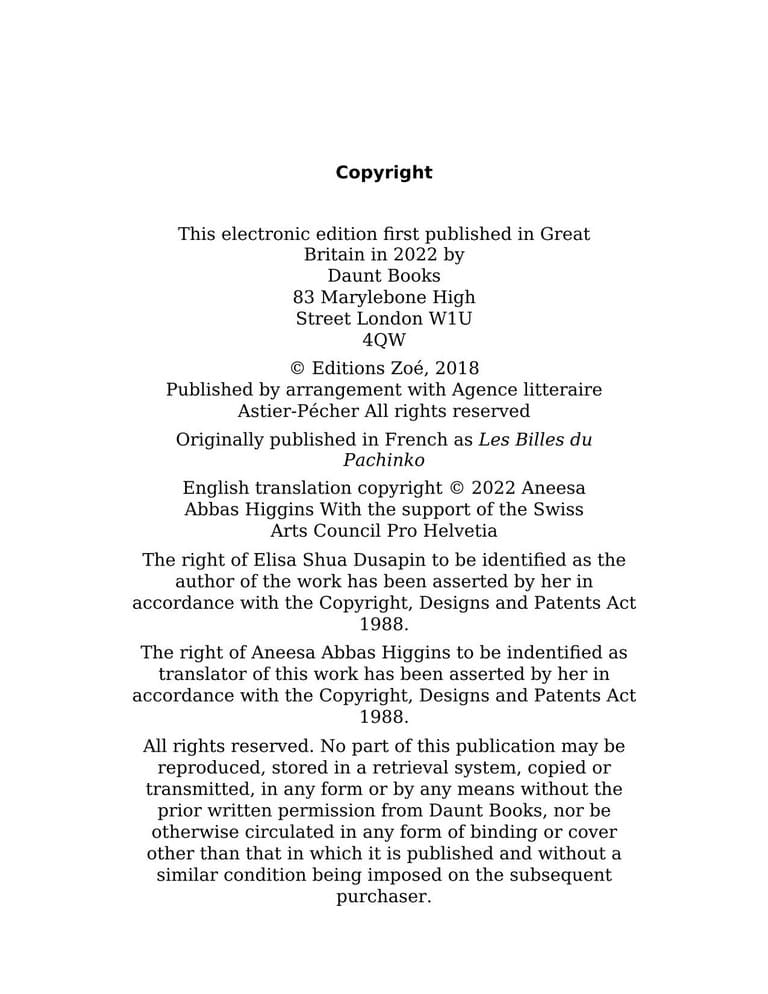 Copyright
This electronic edition first published in Great
Britain in 2022 by
Daunt Books
83 Marylebone High
Street London W1U
4QW
© Editions Zoé, 2018
Published by arrangement with Agence litteraire
Astier-Pécher All rights reserved
Originally published in French as Les Billes du
Pachinko
English translation copyright © 2022 Aneesa
Abbas Higgins With the support of the Swiss
Arts Council Pro Helvetia
The right of Elisa Shua Dusapin to be identified as the
author of the work has been asserted by her in
accordance with the Copyright, Designs and Patents Act
1988.
The right of Aneesa Abbas Higgins to be indentified as
translator of this work has been asserted by her in
accordance with the Copyright, Designs and Patents Act
1988.
All rights reserved. No part of this publication may be
reproduced, stored in a retrieval system, copied or
transmitted, in any form or by any means without the
prior written permission from Daunt Books, nor be
otherwise circulated in any form of binding or cover
other than that in which it is published and without a
similar condition being imposed on the subsequent
purchaser.